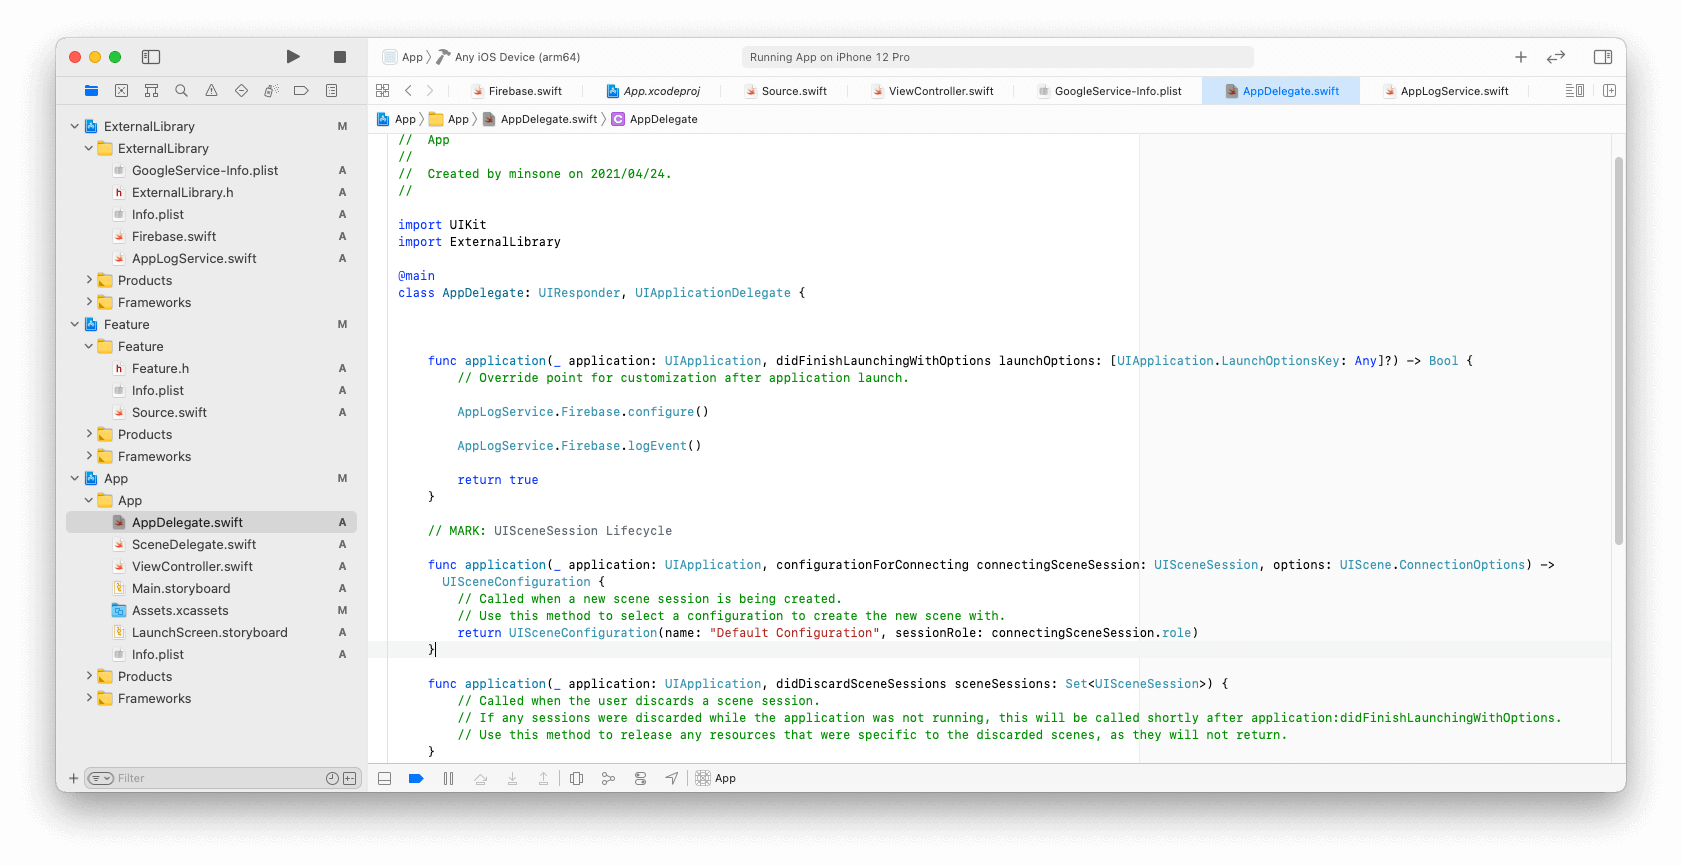 App 〉 Any iOS Device (arm64)
Running App on iPhone 12 Pro
Firebase.swift
App.xcodeproj
Source.swift
ViewController.swift
GoogleService-Info.plist
AppDelegate.swift
AppLogService.swift
App 〉 App 〉 AppDelegate.swift 〉 C AppDelegate
ExternalLibrary M
ExternalLibrary
GoogleService-Info.plist A
h ExternalLibrary.h A
Info.plist A
Firebase.swift A
AppLogService.swift A
Products
Frameworks
Feature M
Feature
h Feature.h A
Info.plist A
Source.swift A
Products
Frameworks
App M
App
AppDelegate.swift A
SceneDelegate.swift A
ViewController.swift A
Main.storyboard A
Assets.xcassets M
LaunchScreen.storyboard A
Info.plist A
Products
Frameworks
Filter
//  App
//
//  Created by minsone on 2021/04/24.
//
import UIKit
import ExternalLibrary
@main
class AppDelegate: UIResponder, UIApplicationDelegate {
func application(_ application: UIApplication, didFinishLaunchingWithOptions launchOptions: [UIApplication.LaunchOptionsKey: Any]?) -> Bool {
// Override point for customization after application launch.
AppLogService.Firebase.configure()
AppLogService.Firebase.logEvent()
return true
}
// MARK: UISceneSession Lifecycle
func application(_ application: UIApplication, configurationForConnecting connectingSceneSession: UISceneSession, options: UIScene.ConnectionOptions) ->
UISceneConfiguration {
// Called when a new scene session is being created.
// Use this method to select a configuration to create the new scene with.
return UISceneConfiguration(name: "Default Configuration", sessionRole: connectingSceneSession.role)
}
func application(_ application: UIApplication, didDiscardSceneSessions sceneSessions: Set<UISceneSession>) {
// Called when the user discards a scene session.
// If any sessions were discarded while the application was not running, this will be called shortly after application:didFinishLaunchingWithOptions.
// Use this method to release any resources that were specific to the discarded scenes, as they will not return.
}
App